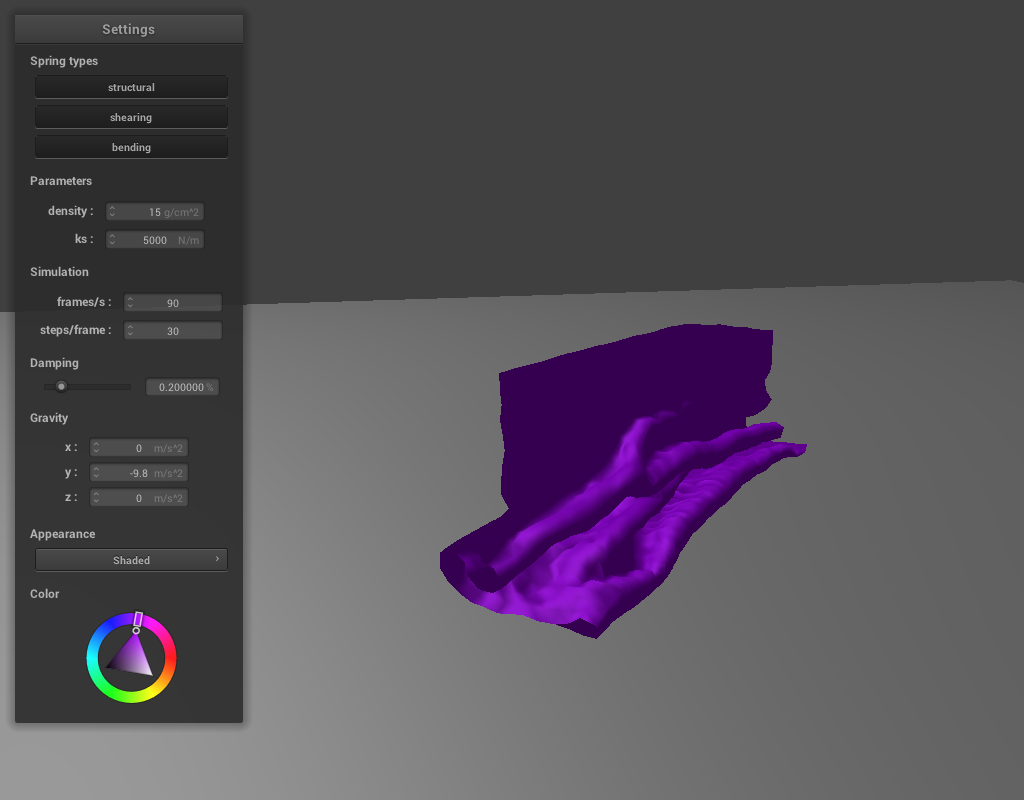 Settings
Spring types
structural
shearing
bending
Parameters
density : 15 g/cm^2
ks : 5000 N/m
Simulation
frames/s : 90
steps/frame : 30
Damping
0.200000 %
Gravity
x : 0 m/s^2
y : -9.8 m/s^2
z : 0 m/s^2
Appearance
Shaded
Color